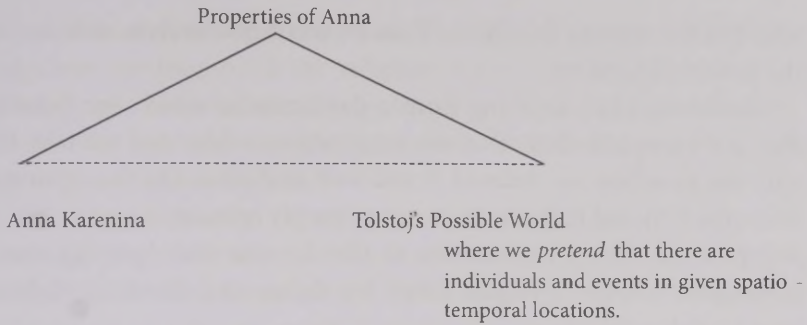 Properties of Anna
Anna Karenina
Tolstoj's Possible World
where we pretend that there are
individuals and events in given spatio -
temporal locations.